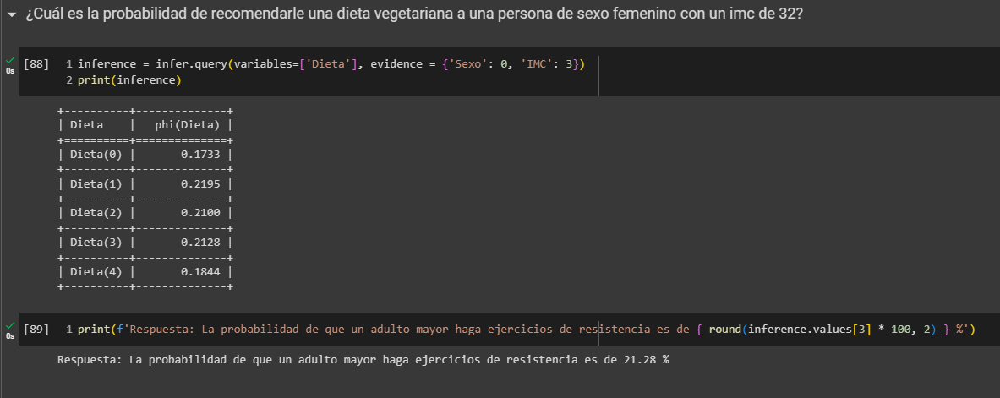 ¿Cuál es la probabilidad de recomendarle una dieta vegetariana a una persona de sexo femenino con un imc de 32?
0s [88] 1 inference = infer.query(variables=['Dieta'], evidence = {'Sexo': 0, 'IMC': 3})
2 print(inference)
+----------+--------------+
| Dieta    |   phi(Dieta) |
+==========+==============+
| Dieta(0) |       0.1733 |
+----------+--------------+
| Dieta(1) |       0.2195 |
+----------+--------------+
| Dieta(2) |       0.2100 |
+----------+--------------+
| Dieta(3) |       0.2128 |
+----------+--------------+
| Dieta(4) |       0.1844 |
+----------+--------------+
0s [89] 1 print(f'Respuesta: La probabilidad de que un adulto mayor haga ejercicios de resistencia es de { round(inference.values[3] * 100, 2) } %')
Respuesta: La probabilidad de que un adulto mayor haga ejercicios de resistencia es de 21.28 %